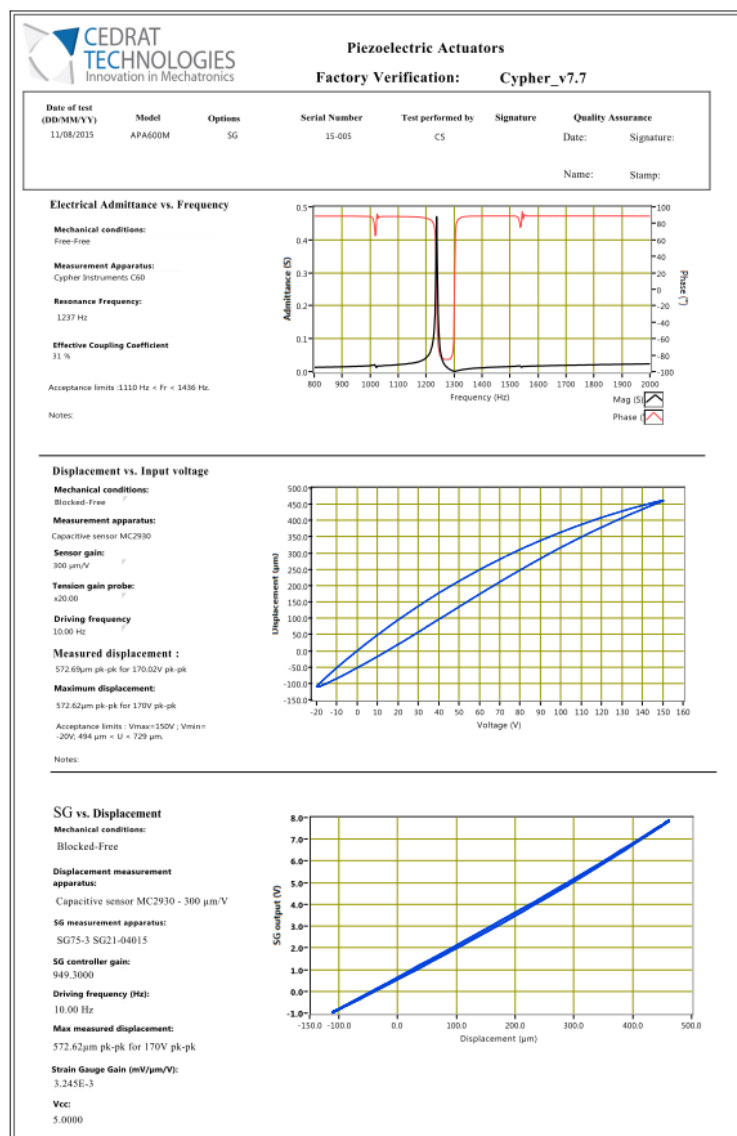 CEDRAT
TECHNOLOGIES
Innovation in Mechatronics
Piezoelectric Actuators
Factory Verification: Cypher_v7.7
Date of test
(DD/MM/YY) Model Options Serial Number Test performed by Signature Quality Assurance
11/08/2015 APA600M SG 15-005 CS Date: Signature:
Name: Stamp:
Electrical Admittance vs. Frequency
Mechanical conditions:
Free-Free
Measurement Apparatus:
Cypher Instruments C60
Resonance Frequency:
1237 Hz
Effective Coupling Coefficient
31 %
Acceptance limits :1110 Hz < Fr < 1436 Hz.
Notes:
Admittance (S)
0.5
0.4
0.3
0.2
0.1
0.0
100
80
60
40
20
0
-20
-40
-60
-80
-100
Phase (°)
800 900 1000 1100 1200 1300 1400 1500 1600 1700 1800 1900 2000
Frequency (Hz)
Mag (S)
Phase (
Displacement vs. Input voltage
Mechanical conditions:
Blocked-Free
Measurement apparatus:
Capacitive sensor MC2930
Sensor gain:
300 µm/V
Tension gain probe:
x20.00
Driving frequency
10.00 Hz
Measured displacement :
572.69µm pk-pk for 170.02V pk-pk
Maximum displacement:
572.62µm pk-pk for 170V pk-pk
Acceptance limits : Vmax=150V ; Vmin=
-20V; 494 µm < U < 729 µm.
Notes:
Displacement (µm)
500.0
450.0
400.0
350.0
300.0
250.0
200.0
150.0
100.0
50.0
0.0
-50.0
-100.0
-150.0
-20 -10 0 10 20 30 40 50 60 70 80 90 100 110 120 130 140 150 160
Voltage (V)
SG vs. Displacement
Mechanical conditions:
Blocked-Free
Displacement measurement
apparatus:
Capacitive sensor MC2930 - 300 µm/V
SG measurement apparatus:
SG75-3 SG21-04015
SG controller gain:
949.3000
Driving frequency (Hz):
10.00 Hz
Max measured displacement:
572.62µm pk-pk for 170V pk-pk
Strain Gauge Gain (mV/µm/V):
3.245E-3
Vcc:
5.0000
SG output (V)
8.0
7.0
6.0
5.0
4.0
3.0
2.0
1.0
0.0
-1.0
-150.0 -100.0 0.0 100.0 200.0 300.0 400.0 500.0
Displacement (µm)